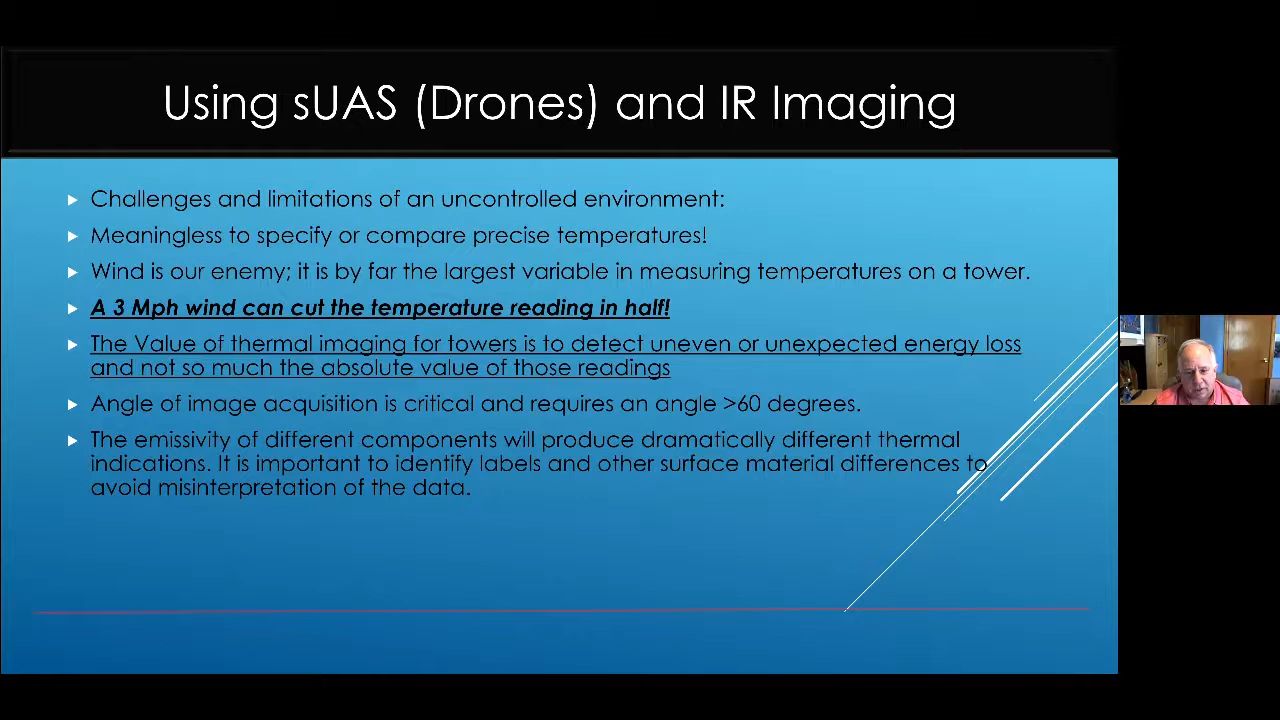 Using sUAS (Drones) and IR Imaging
Challenges and limitations of an uncontrolled environment:
Meaningless to specify or compare precise temperatures!
Wind is our enemy; it is by far the largest variable in measuring temperatures on a tower.
A 3 Mph wind can cut the temperature reading in half!
The Value of thermal imaging for towers is to detect uneven or unexpected energy loss
and not so much the absolute value of those readings
Angle of image acquisition is critical and requires an angle >60 degrees.
The emissivity of different components will produce dramatically different thermal
indications. It is important to identify labels and other surface material differences to
avoid misinterpretation of the data.